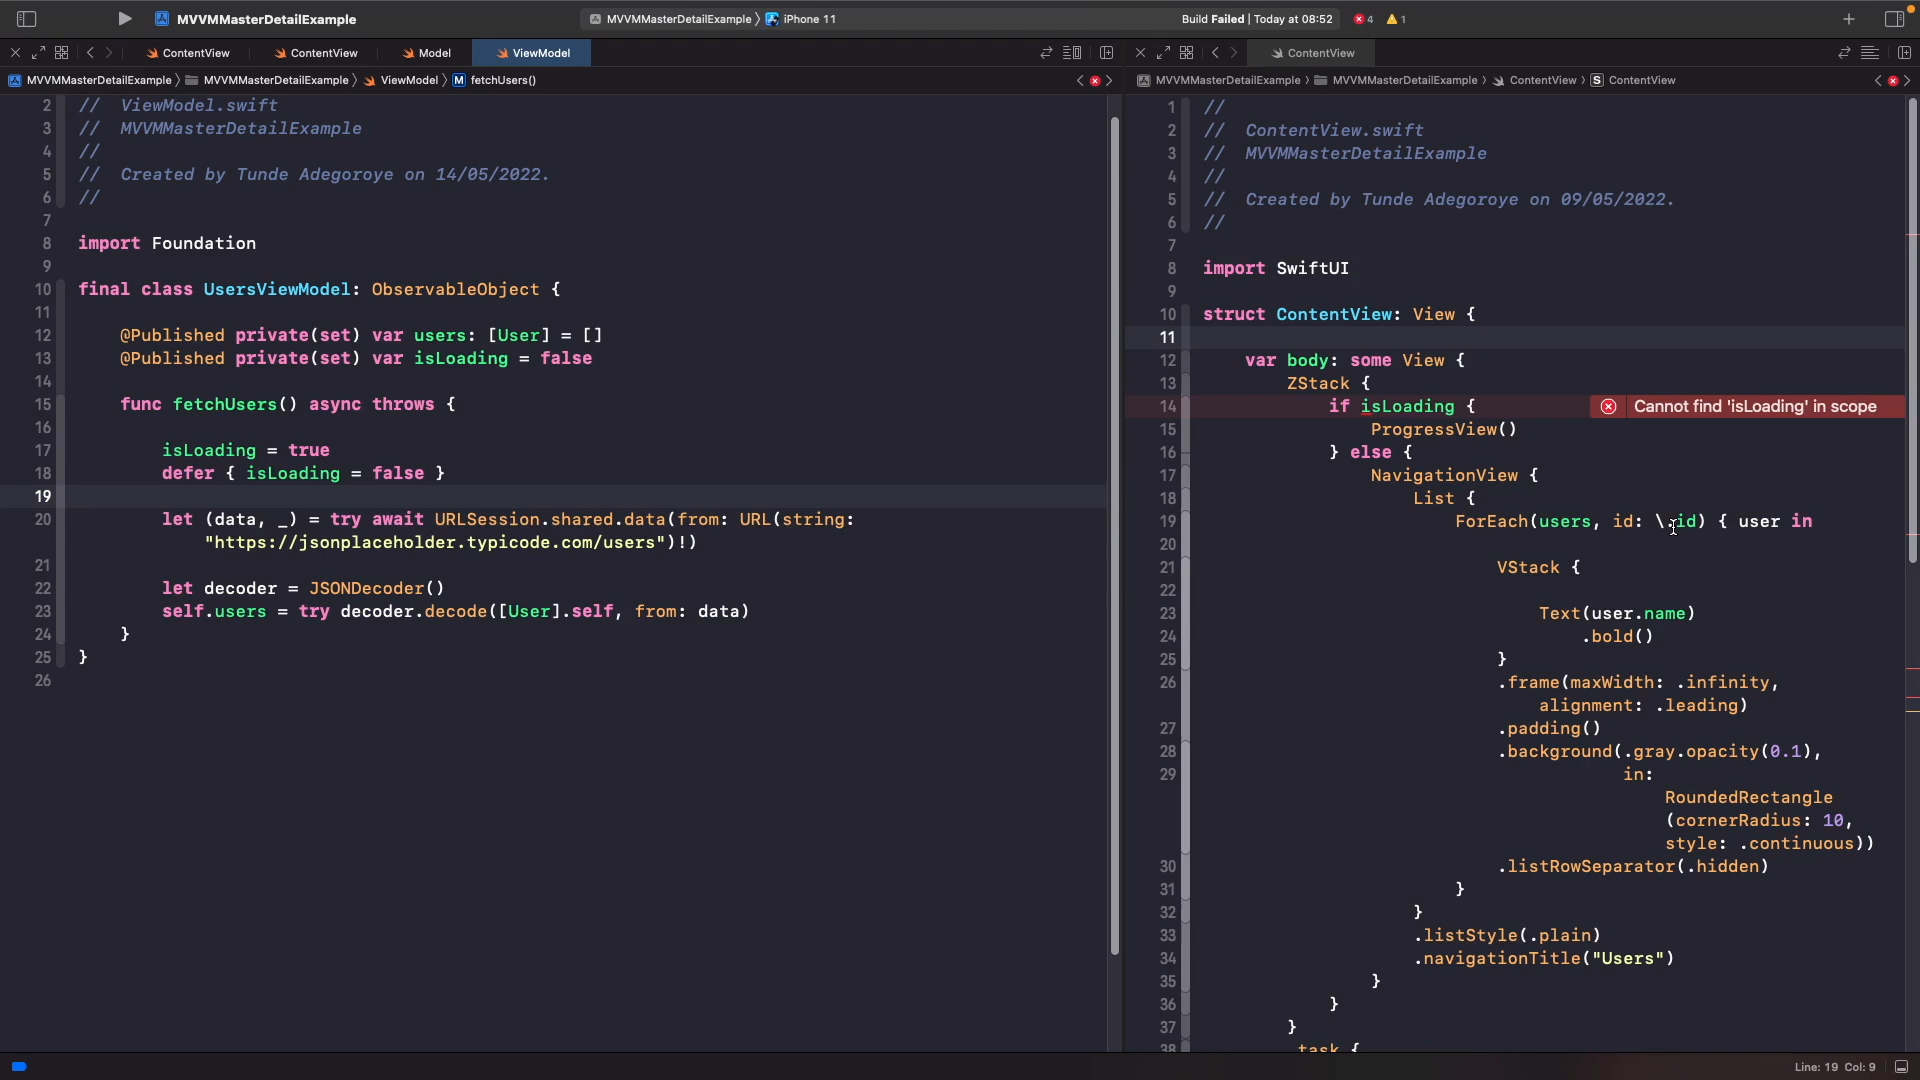 MVVMMasterDetailExample
MVVMMasterDetailExample 〉 iPhone 11
Build Failed | Today at 08:52
4
1
ContentView
ContentView
Model
ViewModel
ContentView
MVVMMasterDetailExample 〉 MVVMMasterDetailExample 〉 ViewModel 〉 M fetchUsers()
MVVMMasterDetailExample 〉 MVVMMasterDetailExample 〉 ContentView 〉 S ContentView
2 //  ViewModel.swift
3 //  MVVMMasterDetailExample
4 //
5 //  Created by Tunde Adegoroye on 14/05/2022.
6 //
7
8 import Foundation
9
10 final class UsersViewModel: ObservableObject {
11
12     @Published private(set) var users: [User] = []
13     @Published private(set) var isLoading = false
14
15     func fetchUsers() async throws {
16
17         isLoading = true
18         defer { isLoading = false }
19
20         let (data, _) = try await URLSession.shared.data(from: URL(string:
"https://jsonplaceholder.typicode.com/users")!)
21
22         let decoder = JSONDecoder()
23         self.users = try decoder.decode([User].self, from: data)
24     }
25 }
26
1 //
2 //  ContentView.swift
3 //  MVVMMasterDetailExample
4 //
5 //  Created by Tunde Adegoroye on 09/05/2022.
6 //
7
8 import SwiftUI
9
10 struct ContentView: View {
11
12     var body: some View {
13         ZStack {
14             if isLoading { Cannot find 'isLoading' in scope
15                 ProgressView()
16             } else {
17                 NavigationView {
18                     List {
19                         ForEach(users, id: \.id) { user in
20
21                             VStack {
22
23                                 Text(user.name)
24                                     .bold()
25                             }
26                             .frame(maxWidth: .infinity,
alignment: .leading)
27                             .padding()
28                             .background(.gray.opacity(0.1),
29                                         in:
RoundedRectangle
(cornerRadius: 10,
style: .continuous))
30                             .listRowSeparator(.hidden)
31                         }
32                     }
33                     .listStyle(.plain)
34                     .navigationTitle("Users")
35                 }
36             }
37         }
38         .task {
Line: 19  Col: 9